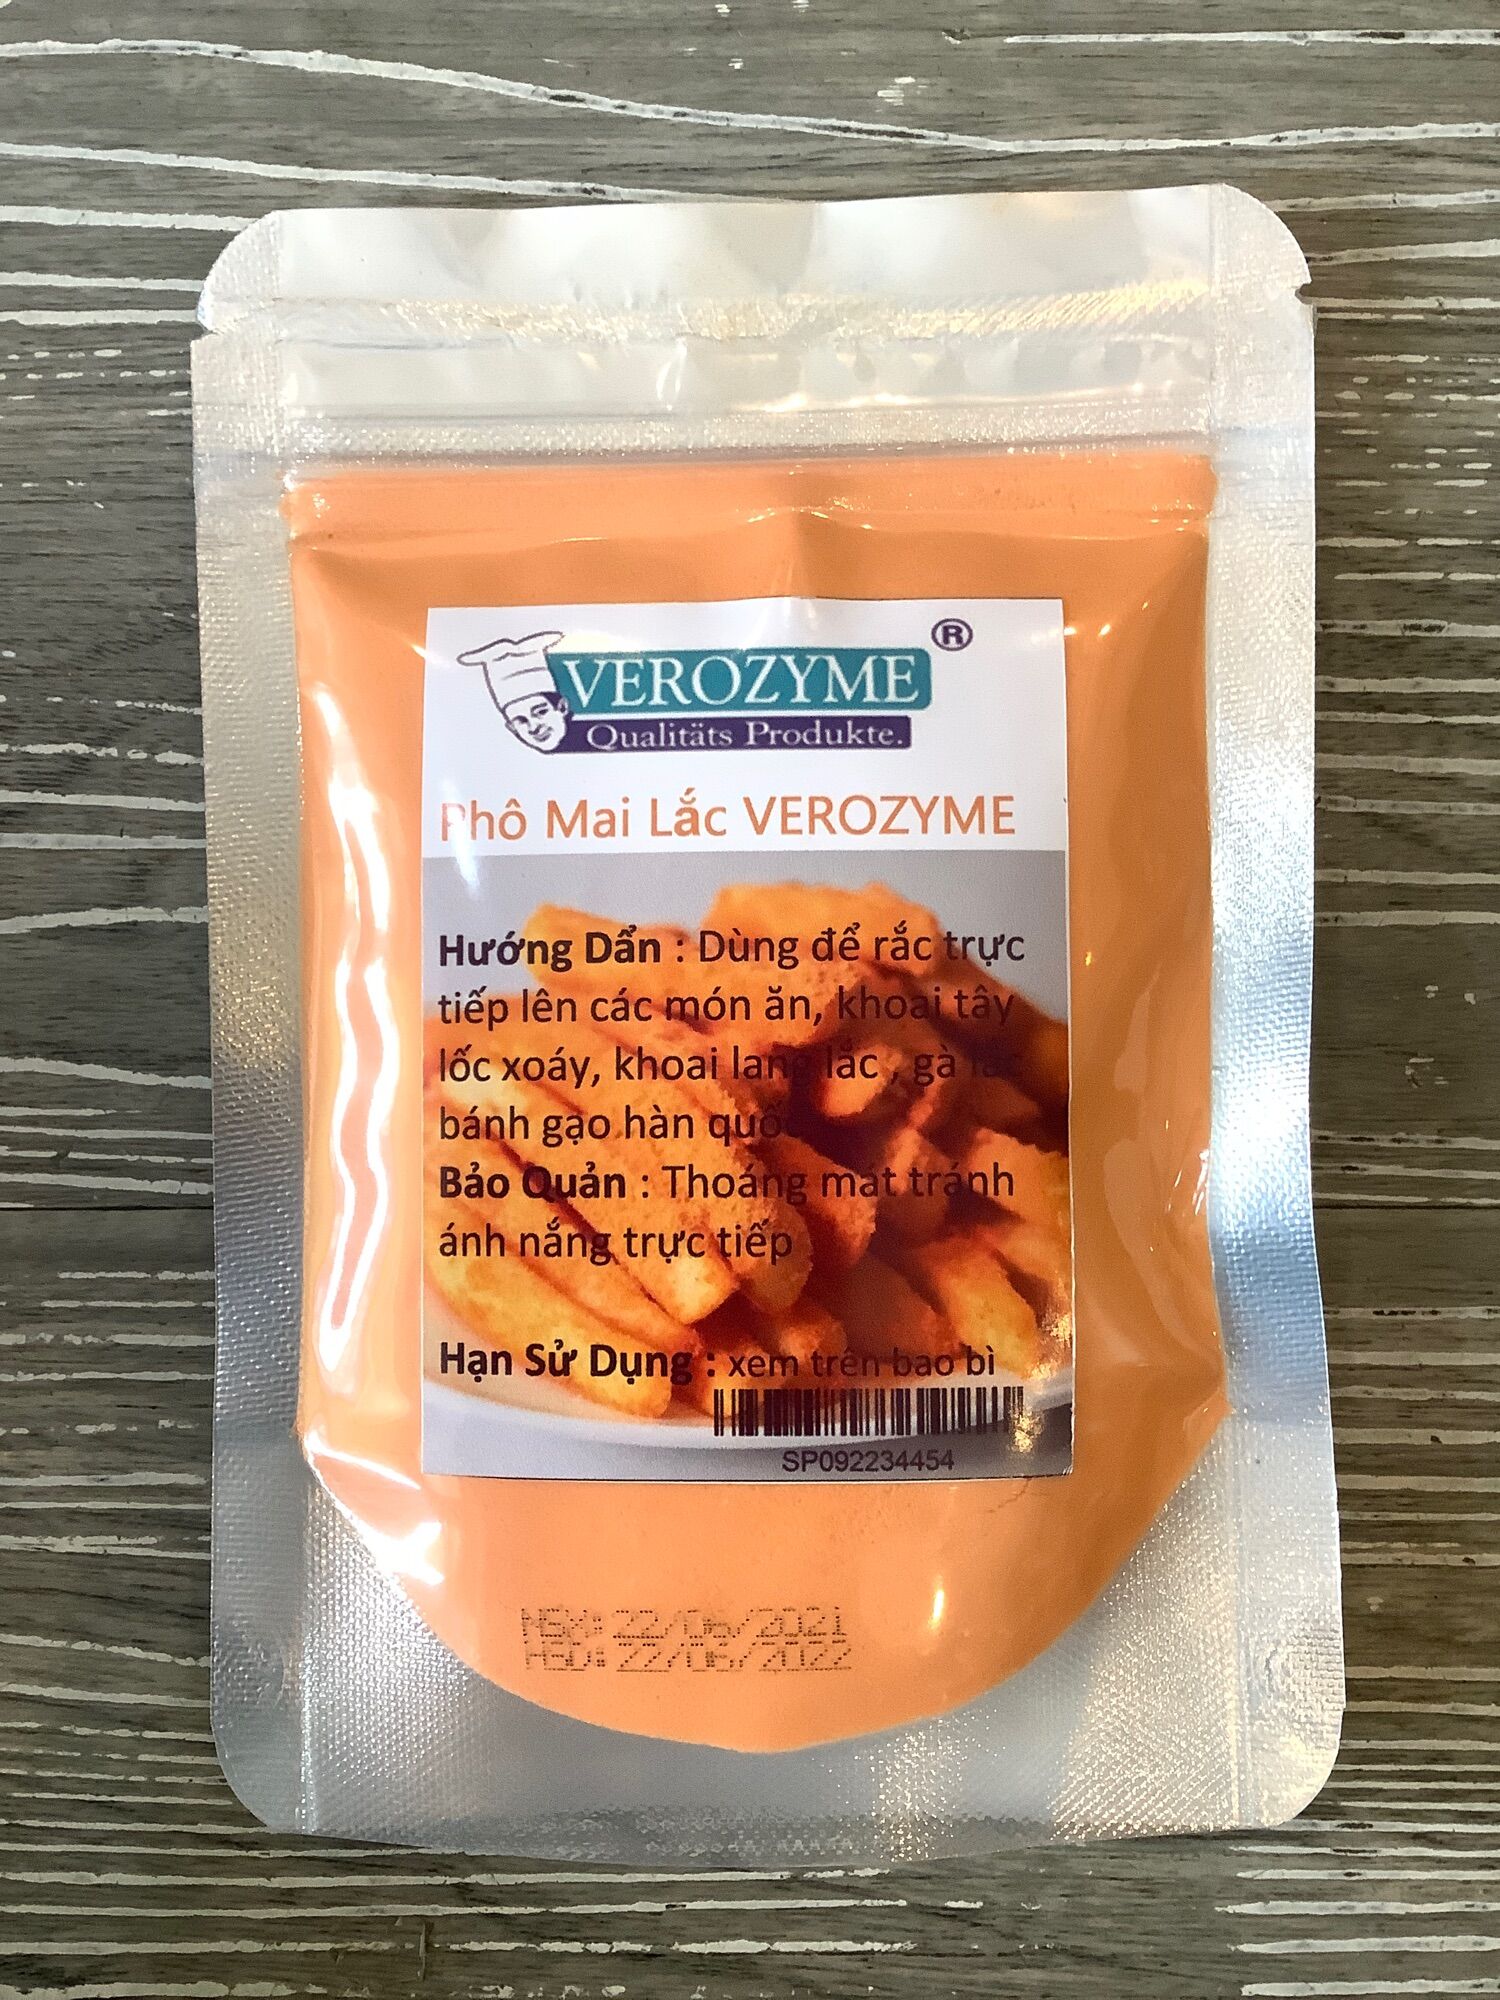 VEROZYME ®
Qualitäts Produkte.
Phô Mai Lắc VEROZYME
Hướng Dẩn : Dùng để rắc trực
tiếp lên các món ăn, khoai tây
lốc xoáy, khoai lang lắc , gà lắc
bánh gạo hàn quố
Bảo Quản : Thoáng mát tránh
ánh nắng trực tiếp
Hạn Sử Dụng : xem trên bao bì
SP092234454
NSX: 22/06/2021
HSD: 22/06/2022